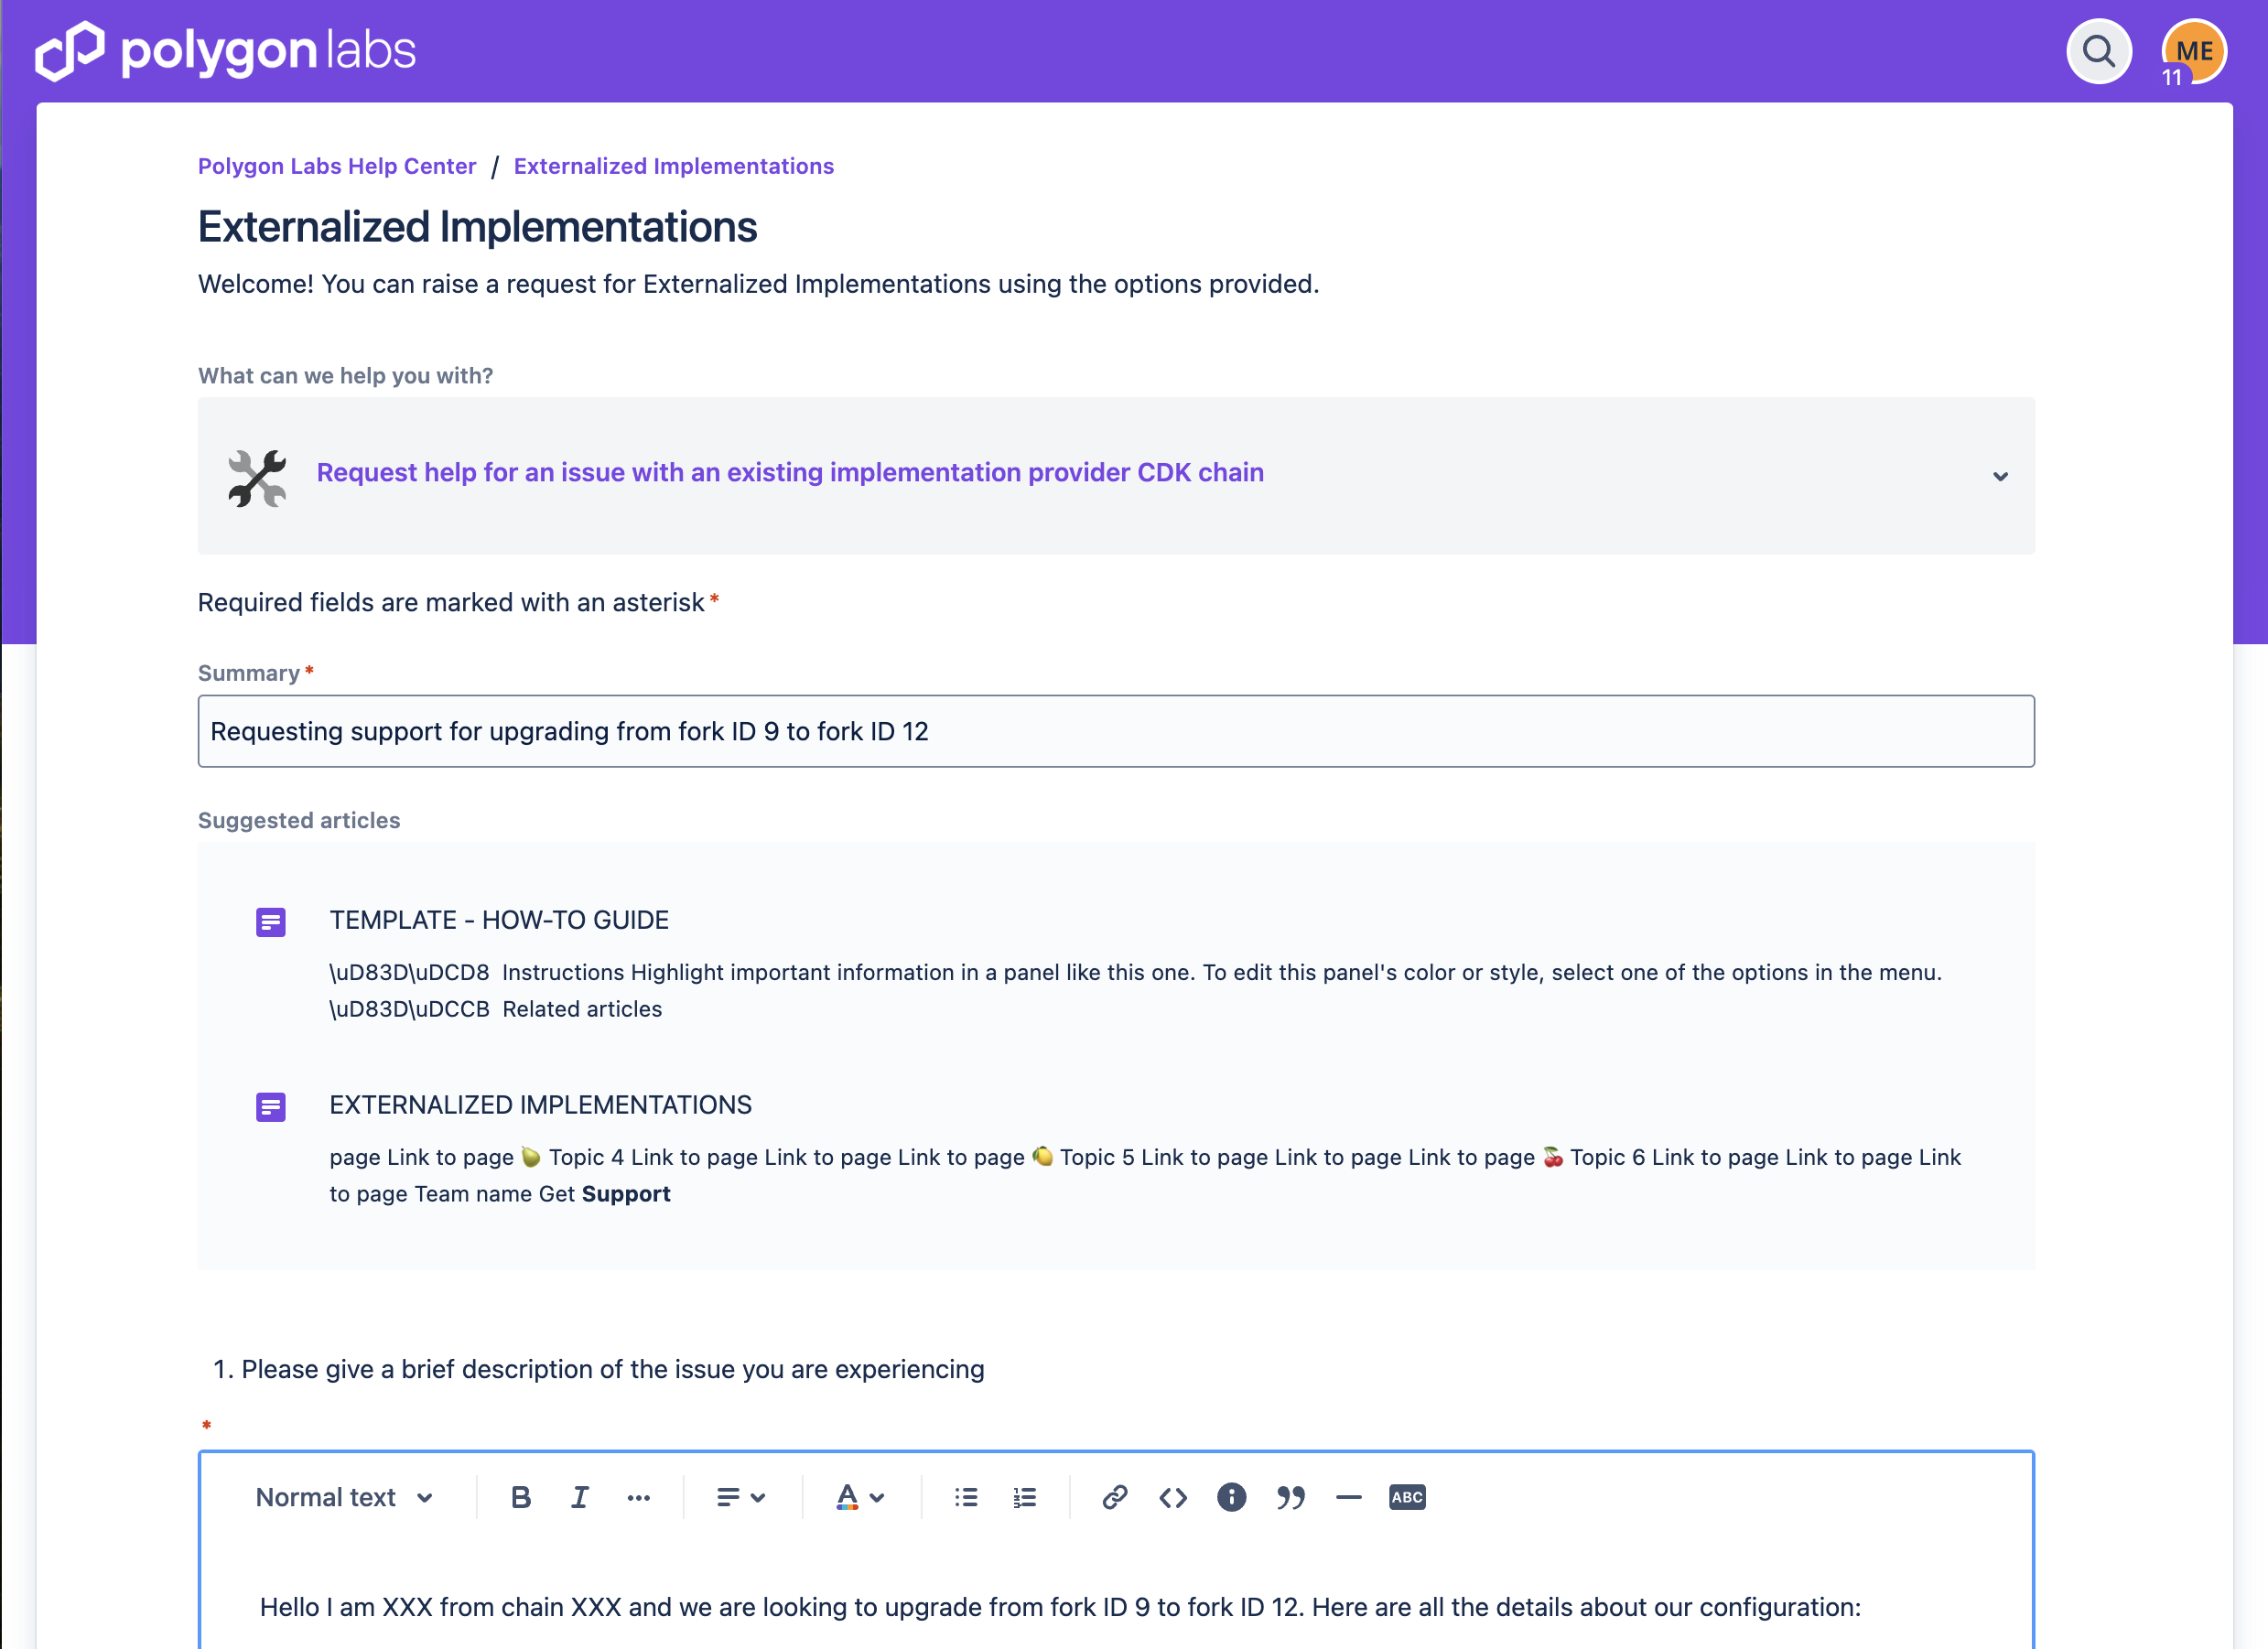 polygon labs
ME
11
Polygon Labs Help Center / Externalized Implementations
Externalized Implementations
Welcome! You can raise a request for Externalized Implementations using the options provided.
What can we help you with?
Request help for an issue with an existing implementation provider CDK chain
Required fields are marked with an asterisk*
Summary*
Requesting support for upgrading from fork ID 9 to fork ID 12
Suggested articles
TEMPLATE - HOW-TO GUIDE
\uD83D\uDCD8 Instructions Highlight important information in a panel like this one. To edit this panel's color or style, select one of the options in the menu.
\uD83D\uDCCB Related articles
EXTERNALIZED IMPLEMENTATIONS
page Link to page 🍐 Topic 4 Link to page Link to page Link to page 🍋 Topic 5 Link to page Link to page Link to page 🍒 Topic 6 Link to page Link to page Link
to page Team name Get Support
1. Please give a brief description of the issue you are experiencing
*
Normal text B I ... A ABC
Hello I am XXX from chain XXX and we are looking to upgrade from fork ID 9 to fork ID 12. Here are all the details about our configuration: